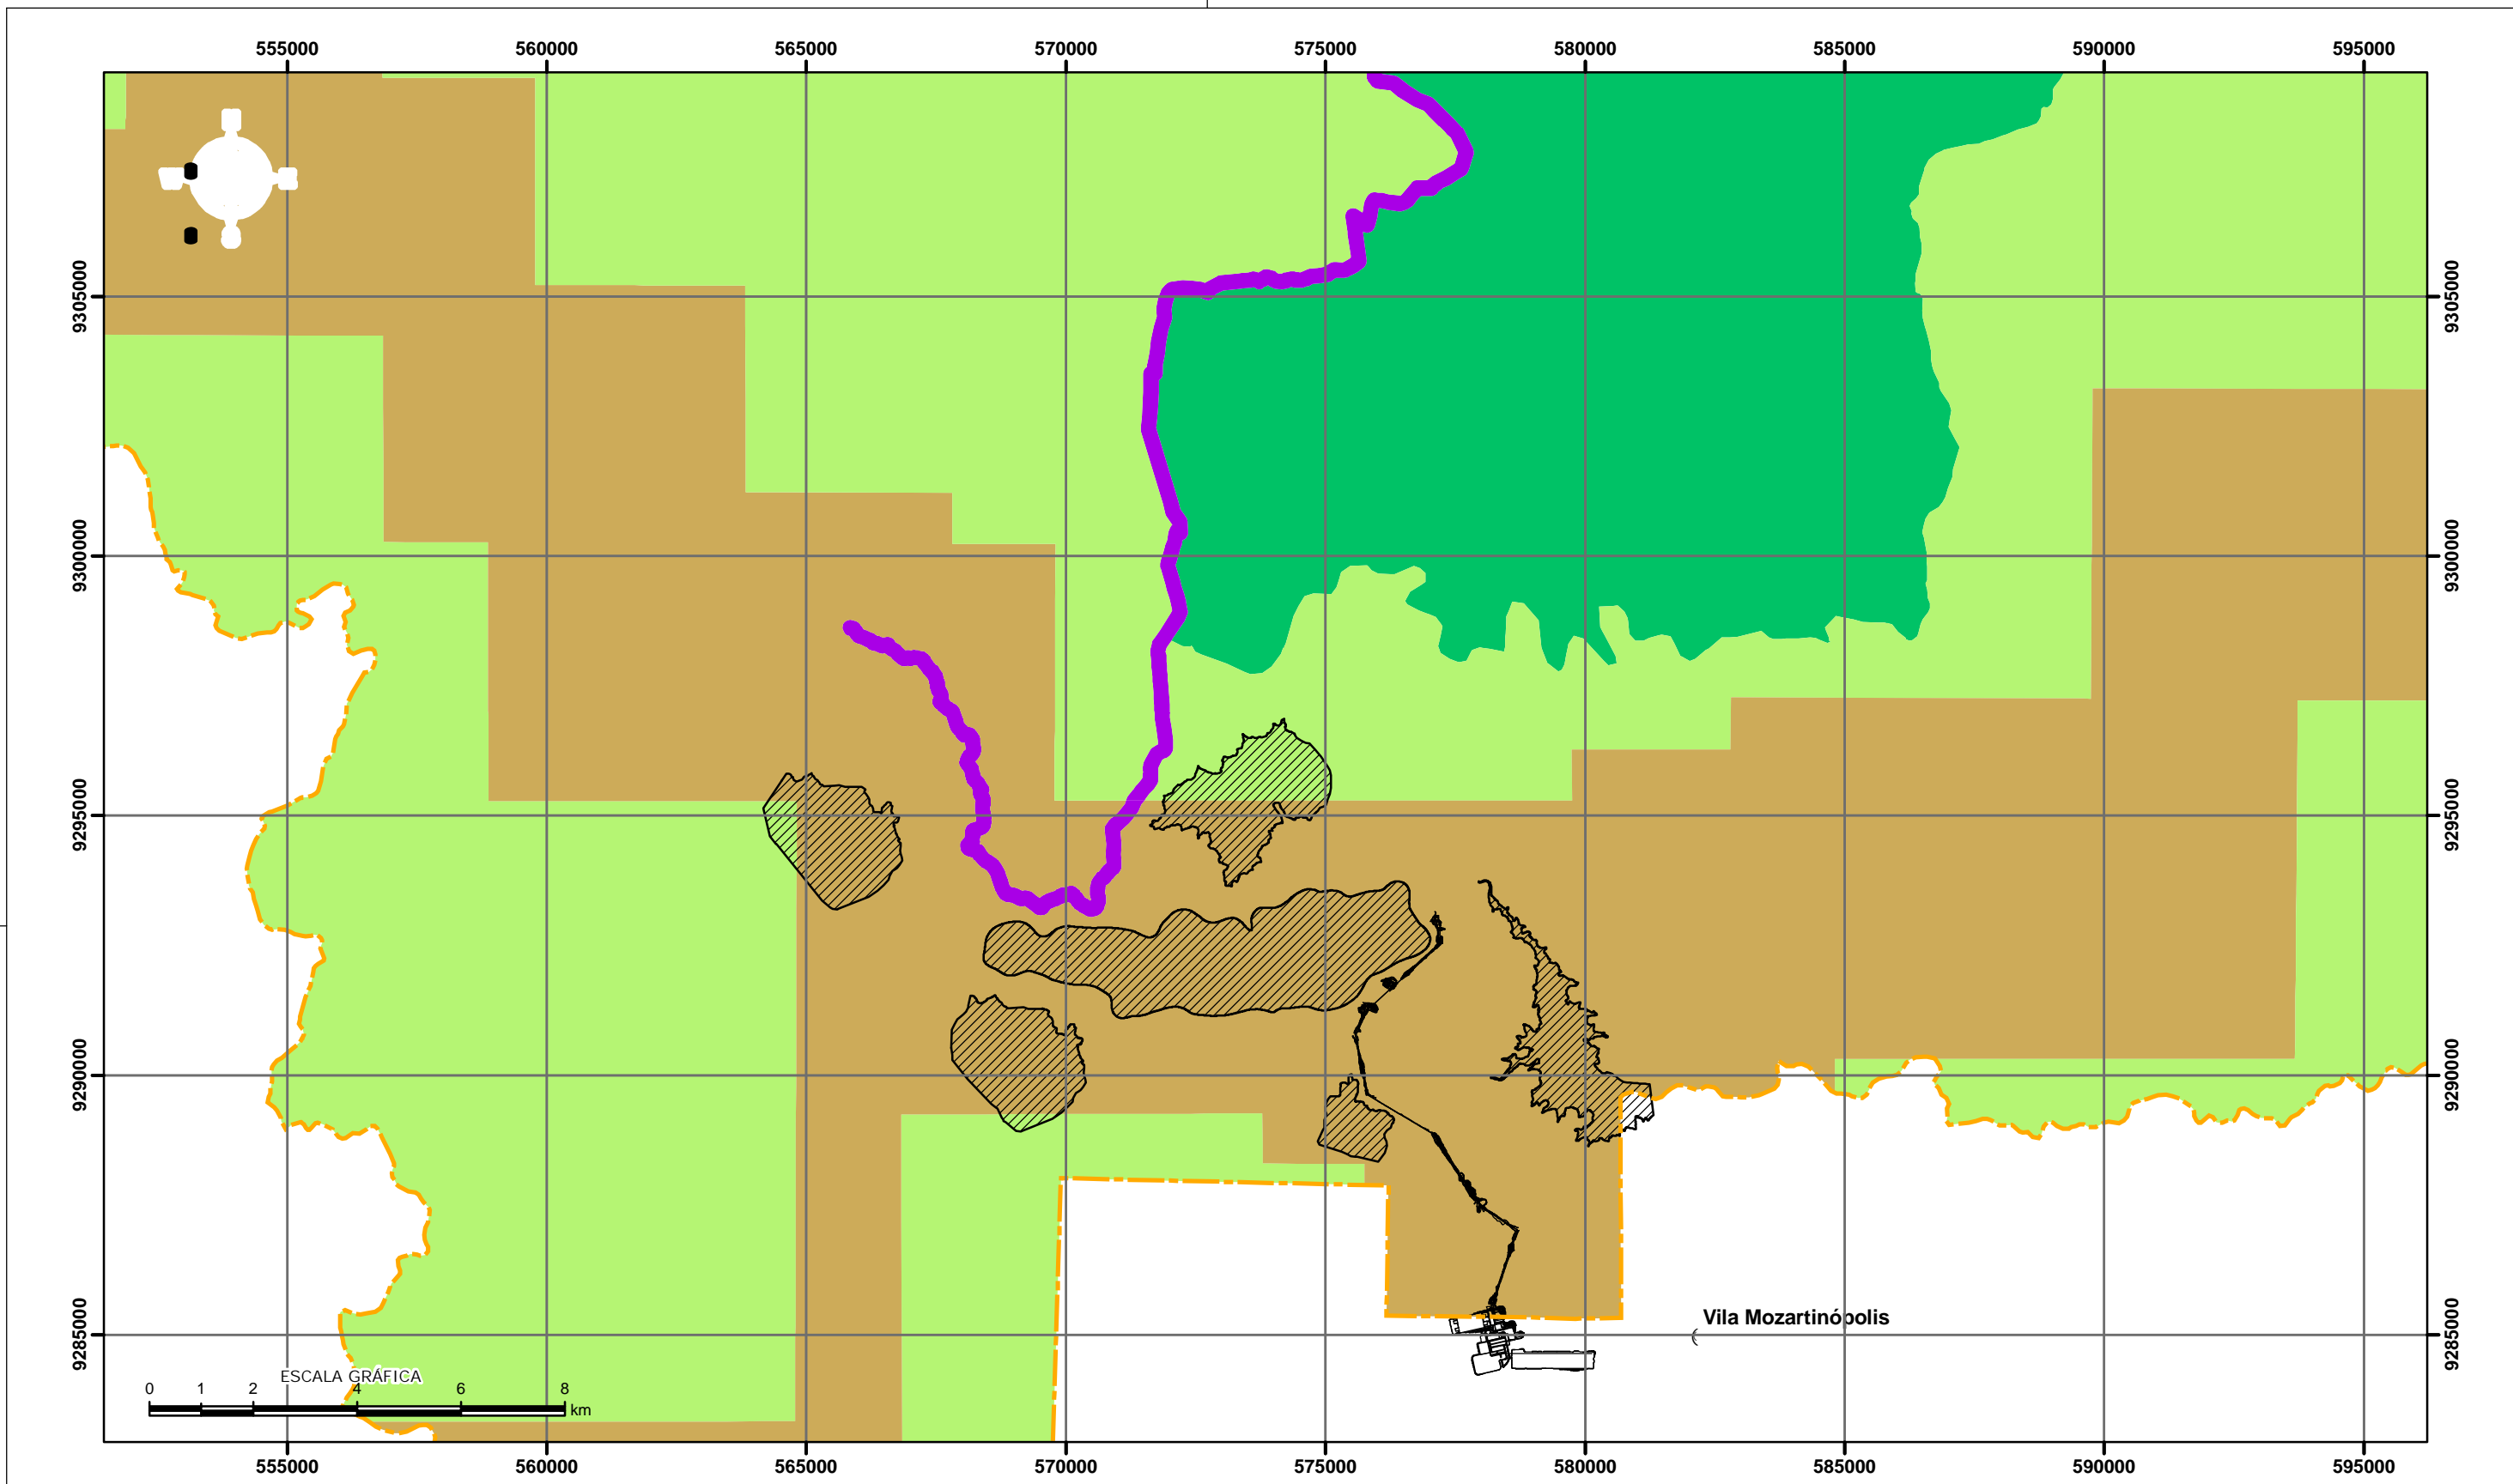 555000 560000 565000 570000 575000 580000 585000 590000 595000
9305000 9305000
9300000 9300000
9295000 9295000
9290000 9290000
Vila Mozartinópolis
9285000 9285000
ESCALA GRÁFICA
0 1 2 4 6 8
km
555000 560000 565000 570000 575000 580000 585000 590000 595000